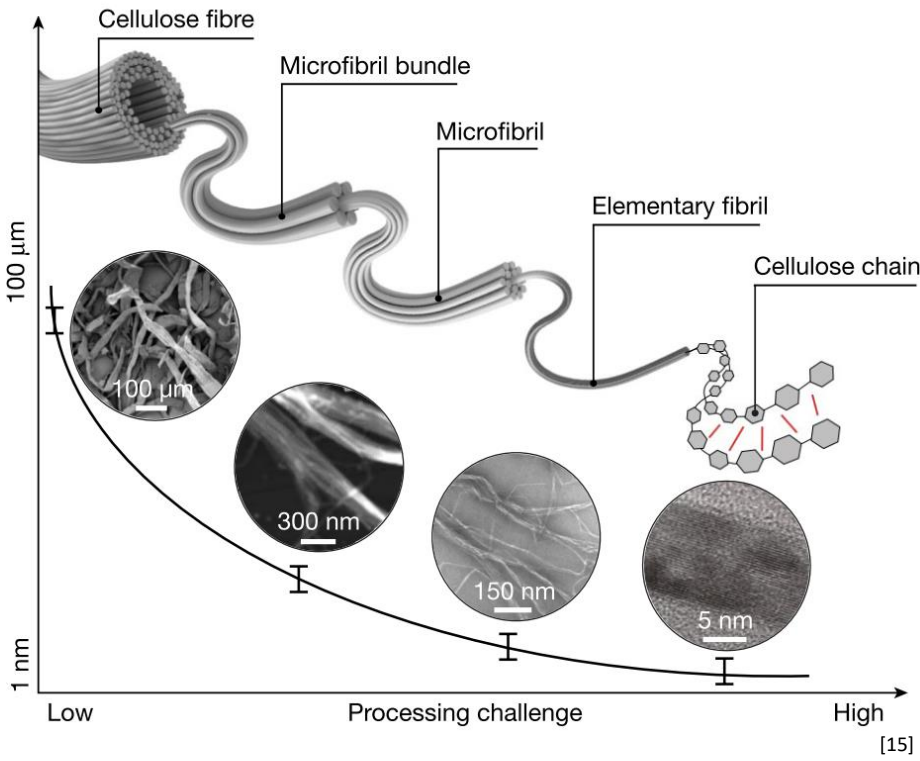 Cellulose fibre
Microfibril bundle
Microfibril
Elementary fibril
Cellulose chain
100 µm
1 nm
100 µm
300 nm
150 nm
5 nm
Low
Processing challenge
High
[15]